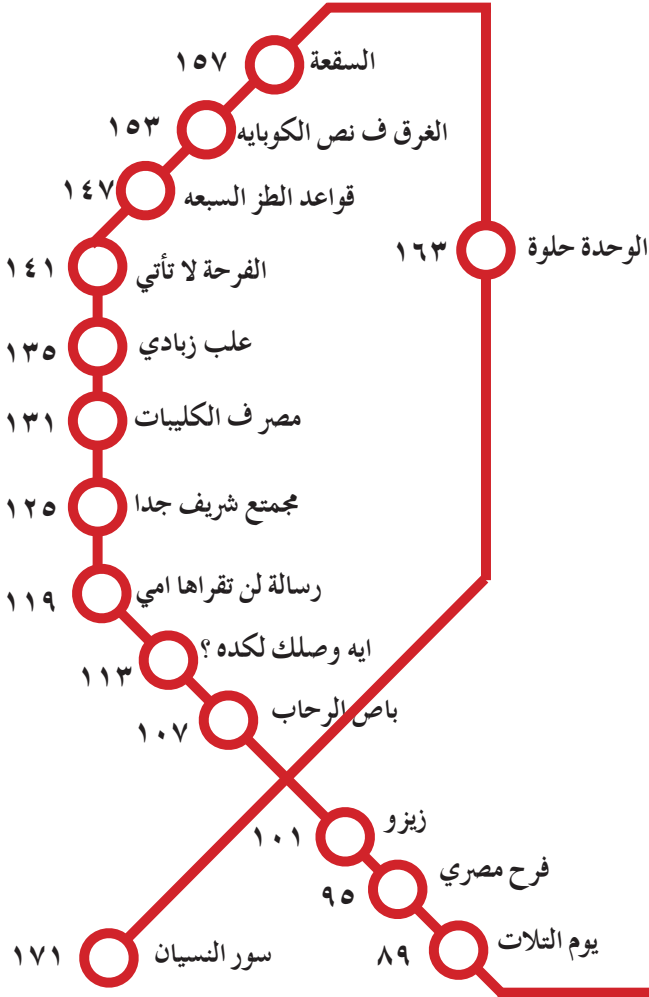 السقعة ١٥٧
الغرق ف نص الكوبايه ١٥٣
قواعد الطز السبعه ١٤٧
الوحدة حلوة ١٦٣
الفرحة لا تأتي ١٤١
علب زبادي ١٣٥
مصر ف الكليبات ١٣١
مجمتع شريف جدا ١٢٥
رسالة لن تقراها امي ١١٩
ايه وصلك لكده ؟ ١١٣
باص الرحاب ١٠٧
زيزو ١٠١
فرح مصري ٩٥
يوم التلات ٨٩
سور النسيان ١٧١